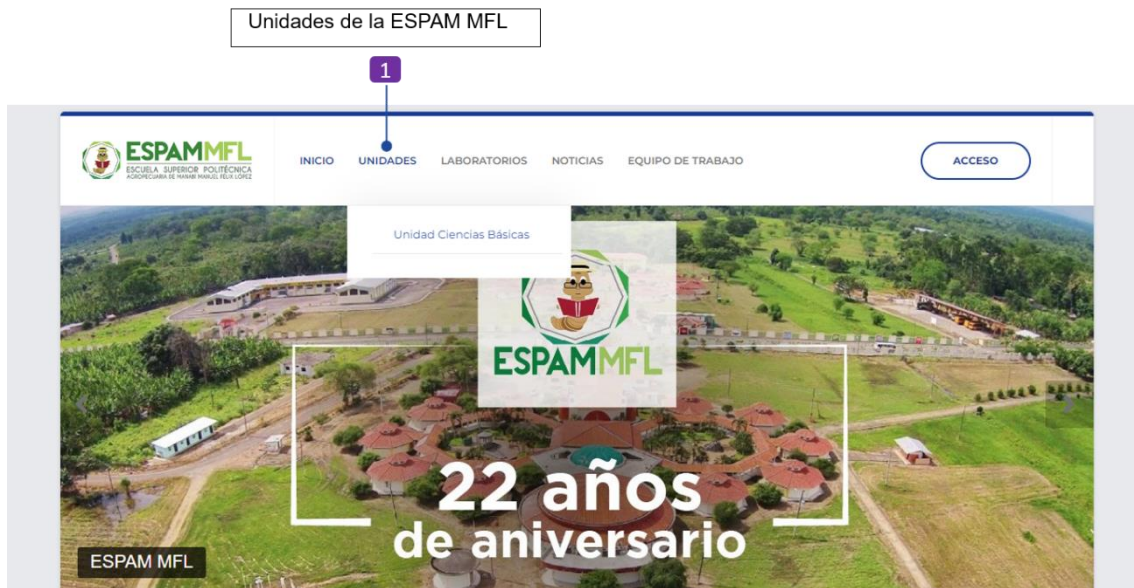 Unidades de la ESPAM MFL
1
ESPAMMFL
ESCUELA SUPERIOR POLITÉCNICA
AGROPECUARIA DE MANABÍ MANUEL FÉLIX LÓPEZ
INICIO UNIDADES LABORATORIOS NOTICIAS EQUIPO DE TRABAJO ACCESO
Unidad Ciencias Básicas
ESPAMMFL
22 años
de aniversario
ESPAM MFL